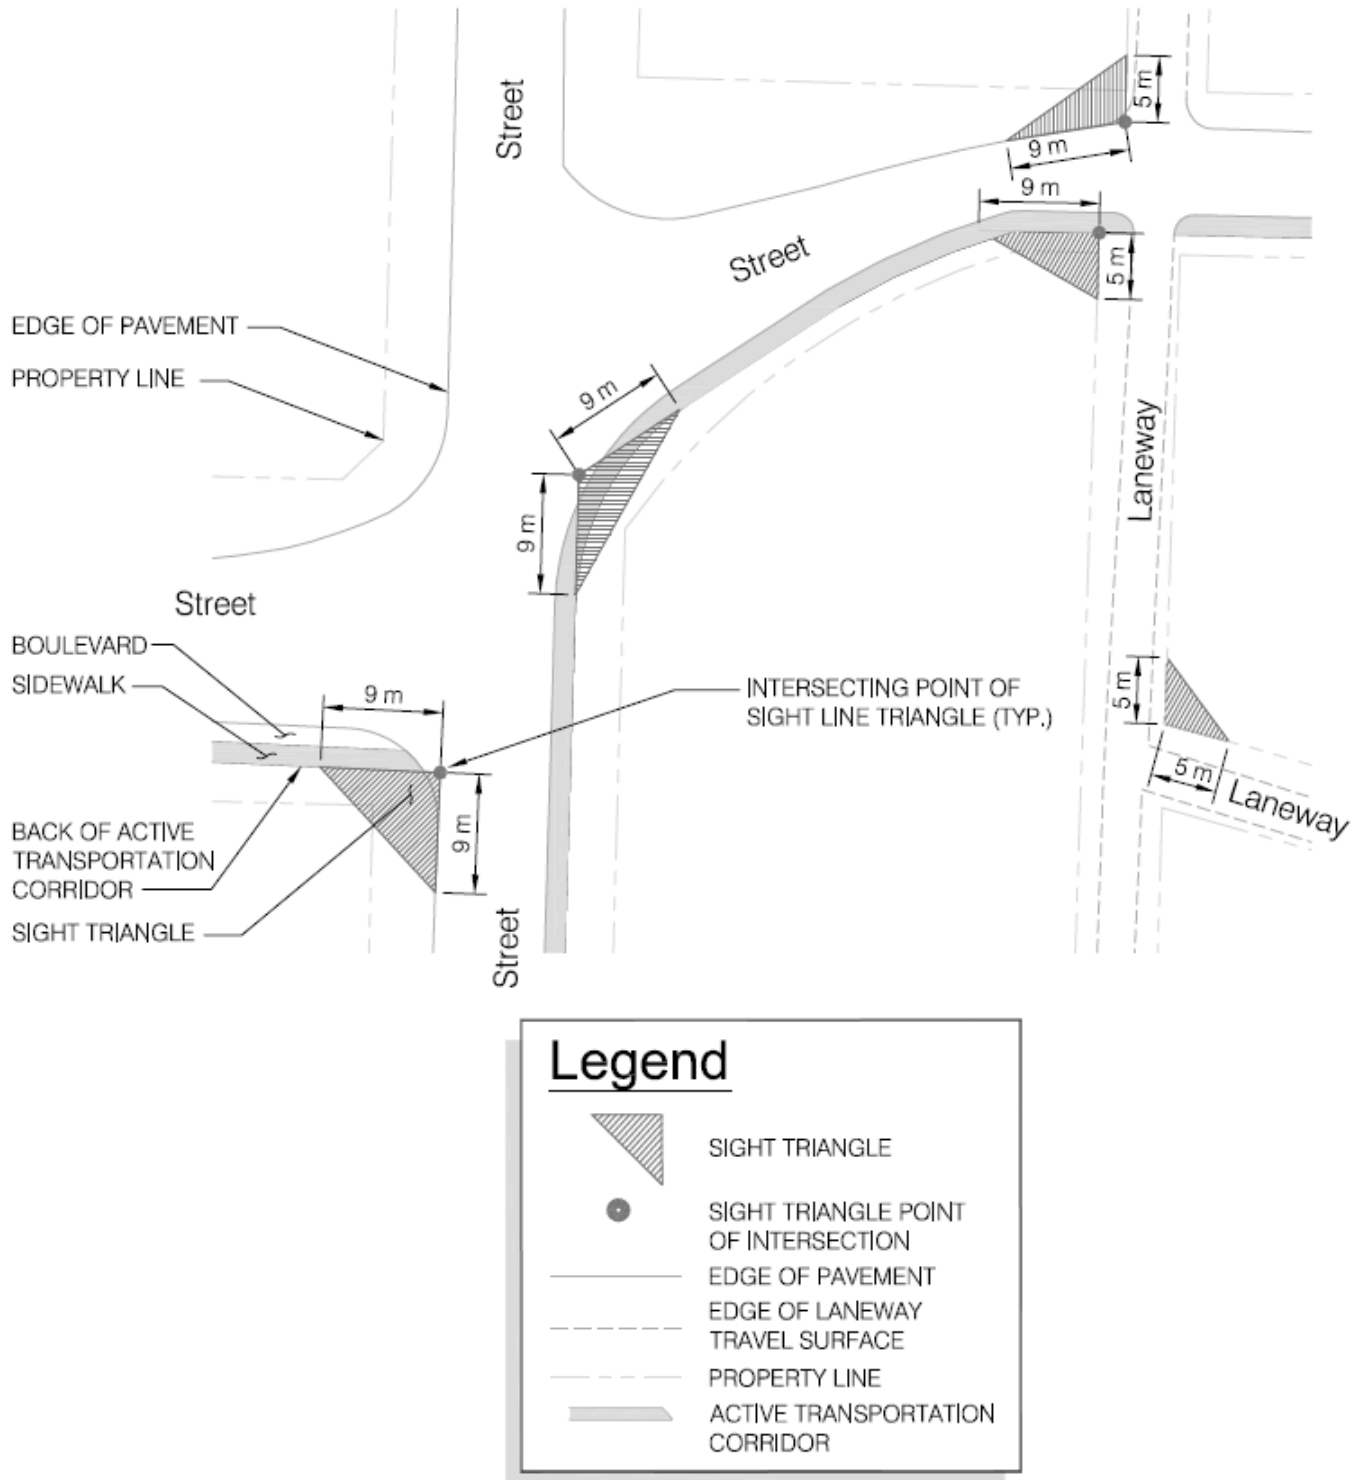 Street
5 m
9 m
9 m
Street
5 m
EDGE OF PAVEMENT
PROPERTY LINE
9 m
Laneway
9 m
Street
BOULEVARD
SIDEWALK
9 m
INTERSECTING POINT OF
SIGHT LINE TRIANGLE (TYP.)
5 m
5 m
Laneway
BACK OF ACTIVE
TRANSPORTATION
CORRIDOR
9 m
SIGHT TRIANGLE
Street
Legend
SIGHT TRIANGLE
SIGHT TRIANGLE POINT
OF INTERSECTION
EDGE OF PAVEMENT
EDGE OF LANEWAY
TRAVEL SURFACE
PROPERTY LINE
ACTIVE TRANSPORTATION
CORRIDOR